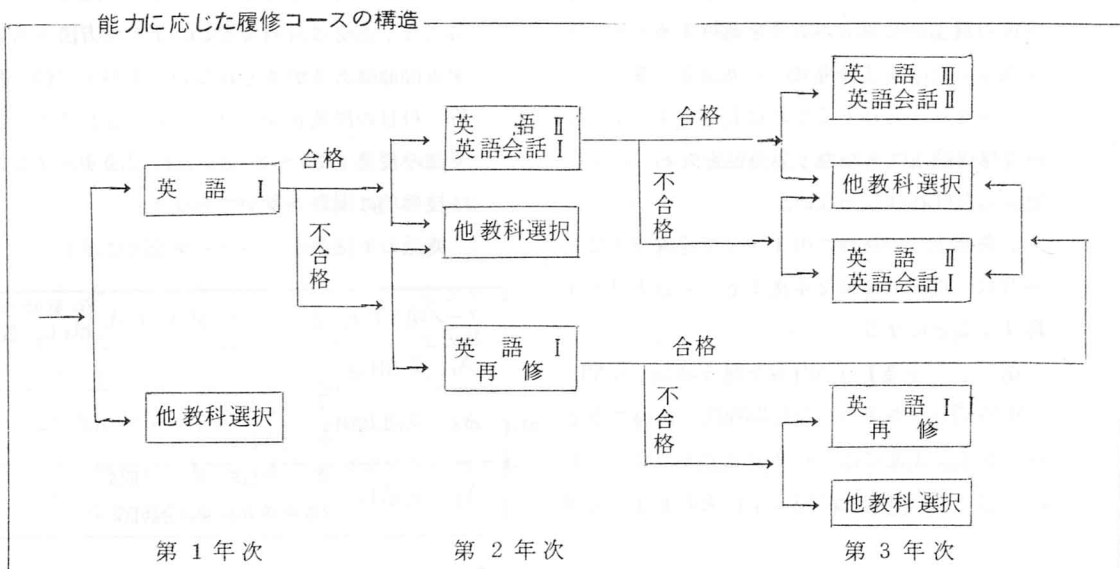 能力に応じた履修コースの構造
英語Ⅰ
他教科選択
第1年次
合格
不合格
英語Ⅱ
英語会話Ⅰ
他教科選択
英語Ⅰ
再修
第2年次
合格
不合格
合格
不合格
英語Ⅲ
英語会話Ⅱ
他教科選択
英語Ⅱ
英語会話Ⅰ
英語Ⅰ
再修
他教科選択
第3年次